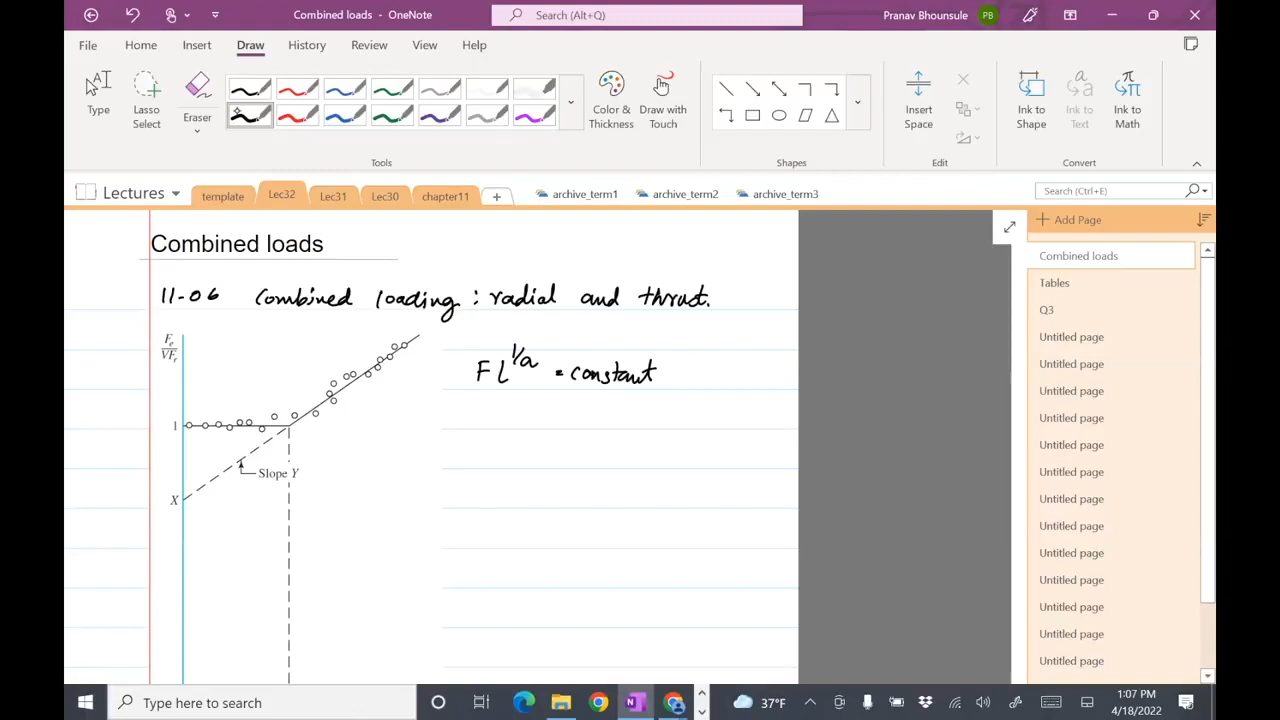 Combined loads - OneNote
Search (Alt+Q)
Pranav Bhounsule
PB
File Home Insert Draw History Review View Help
Type
Lasso Select
Eraser
Color & Thickness
Draw with Touch
Insert Space
Ink to Shape
Ink to Text
Ink to Math
Tools
Shapes
Edit
Convert
Lectures
template
Lec32
Lec31
Lec30
chapter11
archive_term1
archive_term2
archive_term3
Search (Ctrl+E)
Add Page
Combined loads
Tables
Q3
Untitled page
Untitled page
Untitled page
Untitled page
Untitled page
Untitled page
Untitled page
Untitled page
Untitled page
Untitled page
Untitled page
Untitled page
Untitled page
Combined loads
11-06 Combined loading : radial and thrust.
Fe
VFr
F L^1/a = constant
1
Slope Y
X
Type here to search
37°F
1:07 PM
4/18/2022